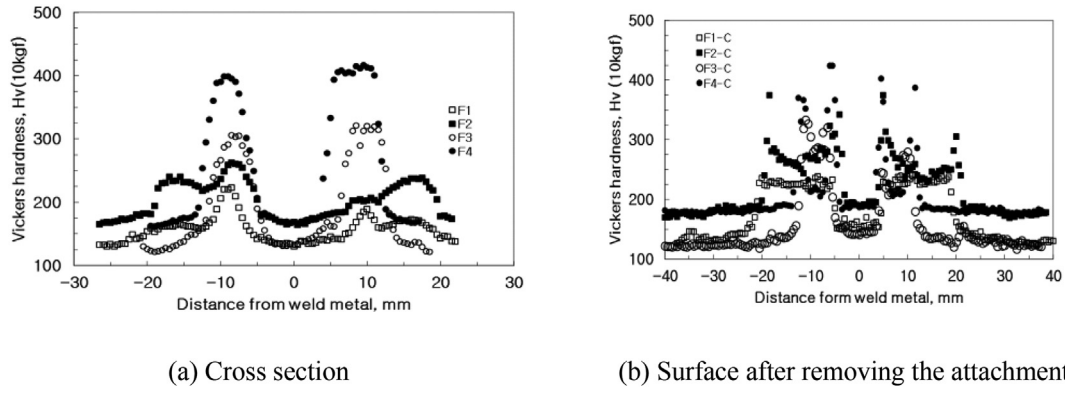 500
400
300
200
100
Vickers hardness, Hv (10kgf)
F1
F2
F3
F4
−30 −20 −10 0 10 20 30
Distance from weld metal, mm
(a) Cross section
500
400
300
200
100
Vickers hardness, Hv (10kgf)
F1-C
F2-C
F3-C
F4-C
−40 −30 −20 −10 0 10 20 30 40
Distance form weld metal, mm
(b) Surface after removing the attachment